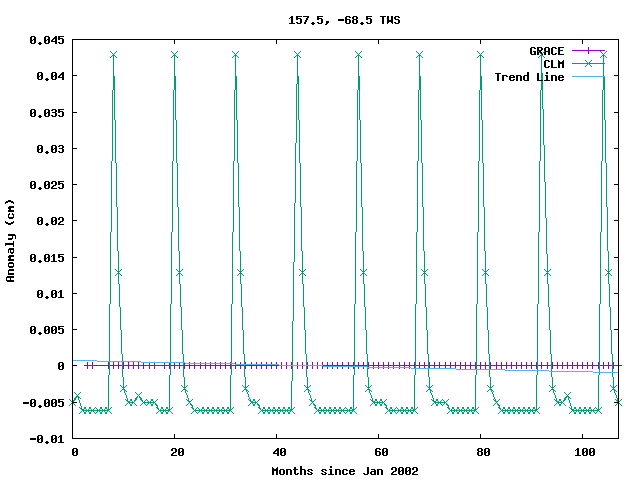 157.5, -68.5 TWS
0.045
0.04
0.035
0.03
0.025
0.02
0.015
0.01
0.005
0
-0.005
-0.01
Anomaly (cm)
GRACE
CLM
Trend Line
0 20 40 60 80 100
Months since Jan 2002